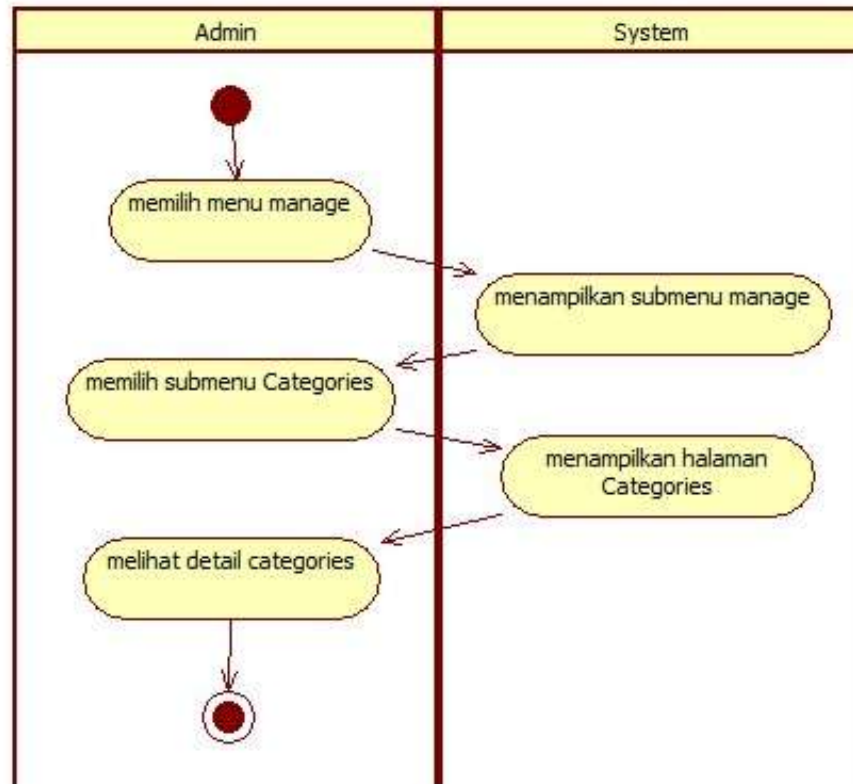 Admin
System
memilih menu manage
menampilkan submenu manage
memilih submenu Categories
menampilkan halaman
Categories
melihat detail categories